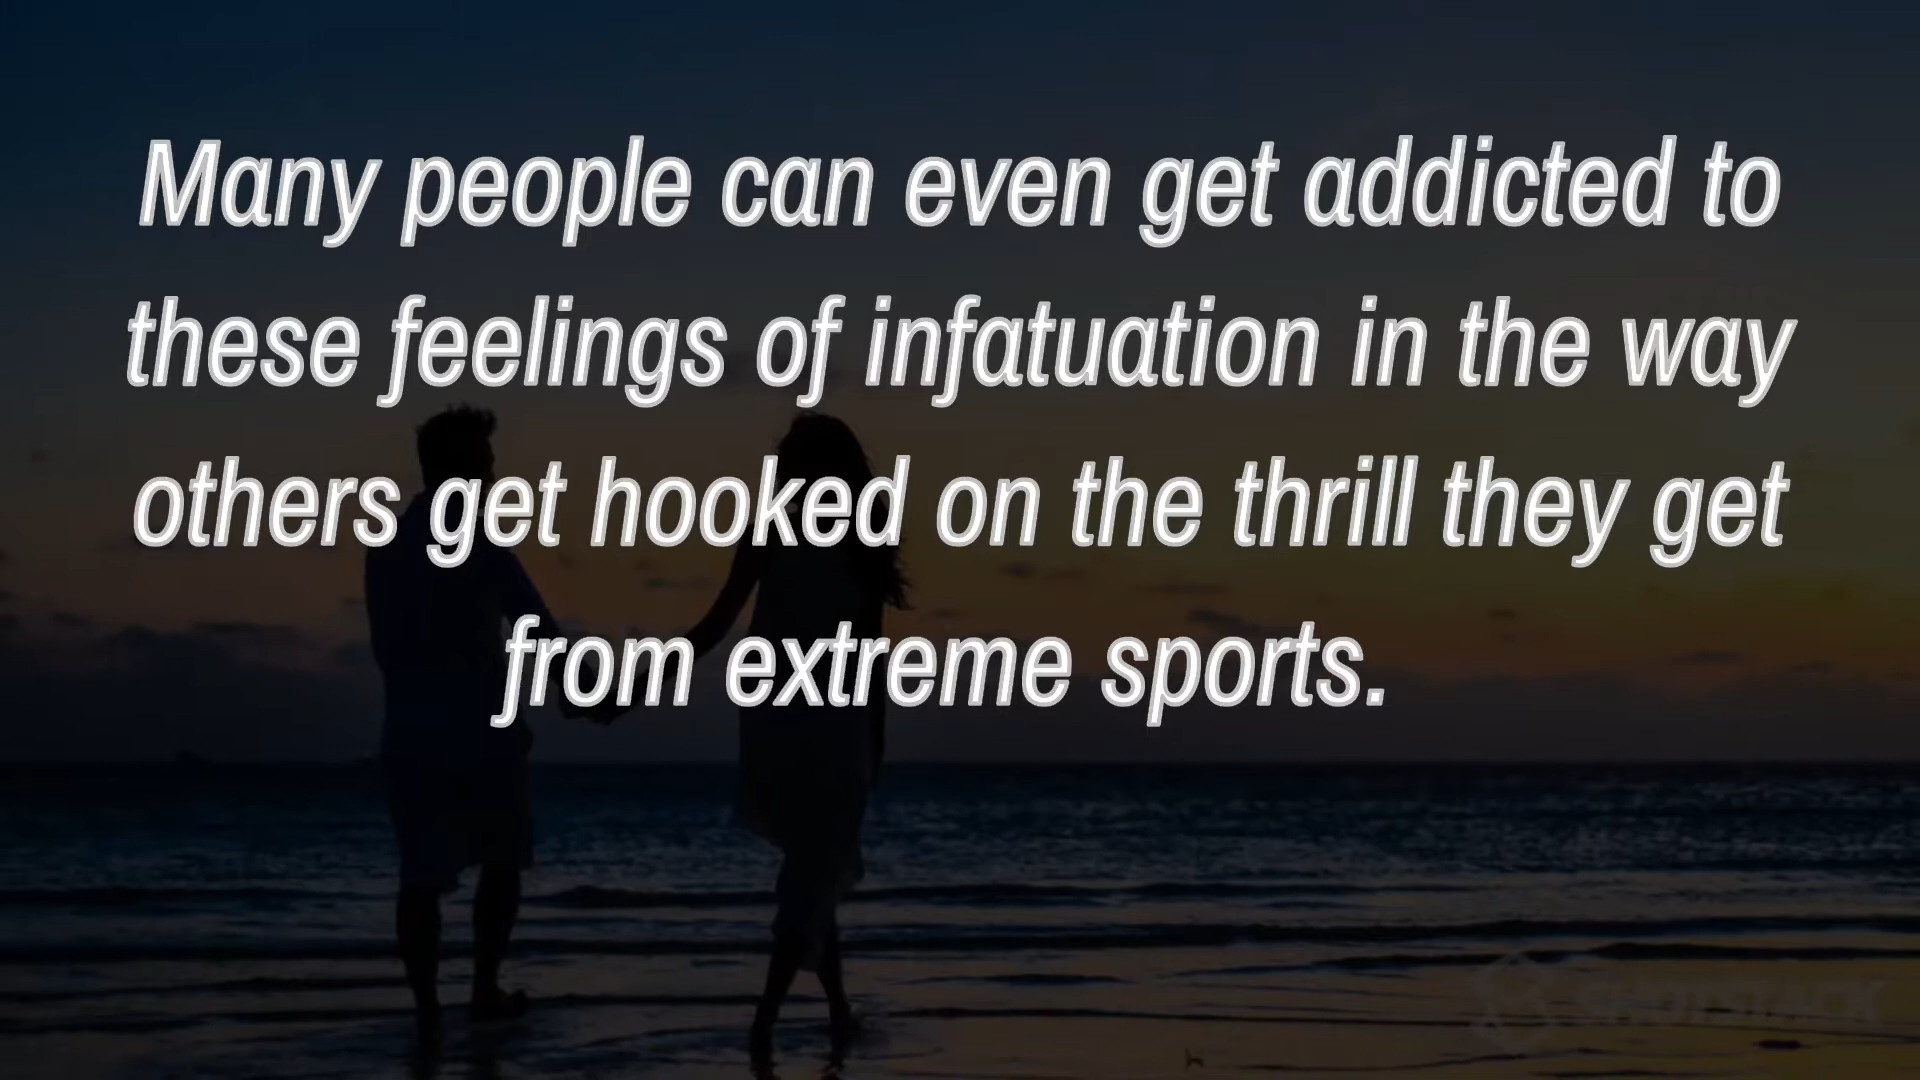 Many people can even get addicted to
these feelings of infatuation in the way
others get hooked on the thrill they get
from extreme sports.
SHOTSTACK